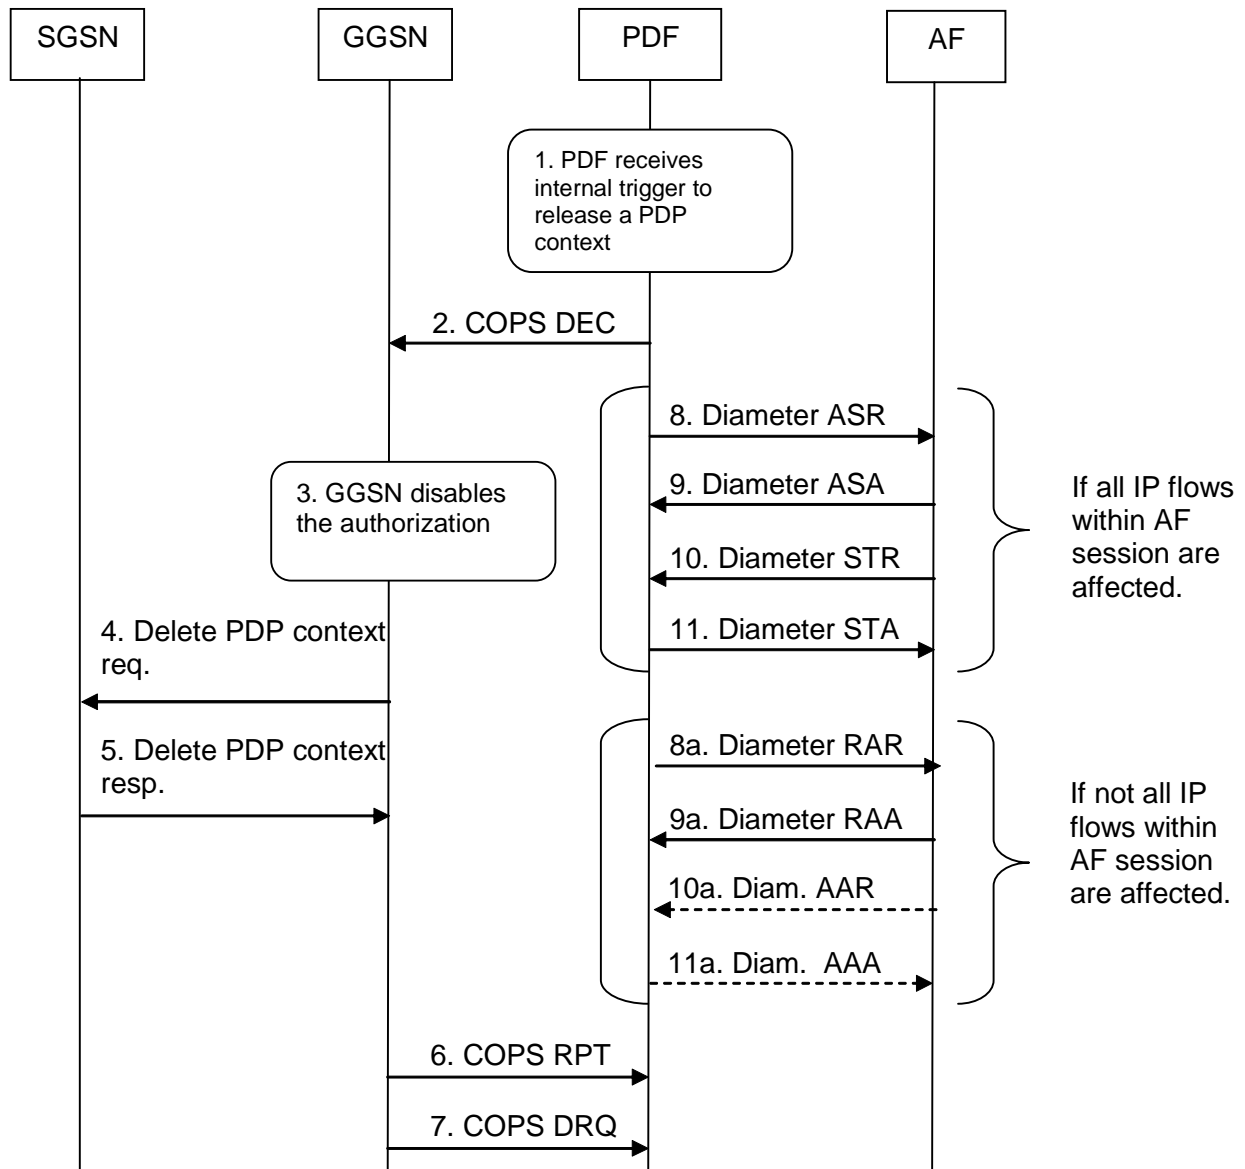 SGSN
GGSN
PDF
AF
1. PDF receives
internal trigger to
release a PDP
context
2. COPS DEC
8. Diameter ASR
9. Diameter ASA
10. Diameter STR
11. Diameter STA
If all IP flows
within AF
session are
affected.
3. GGSN disables
the authorization
4. Delete PDP context
req.
5. Delete PDP context
resp.
8a. Diameter RAR
9a. Diameter RAA
10a. Diam. AAR
11a. Diam.  AAA
If not all IP
flows within
AF session
are affected.
6. COPS RPT
7. COPS DRQ